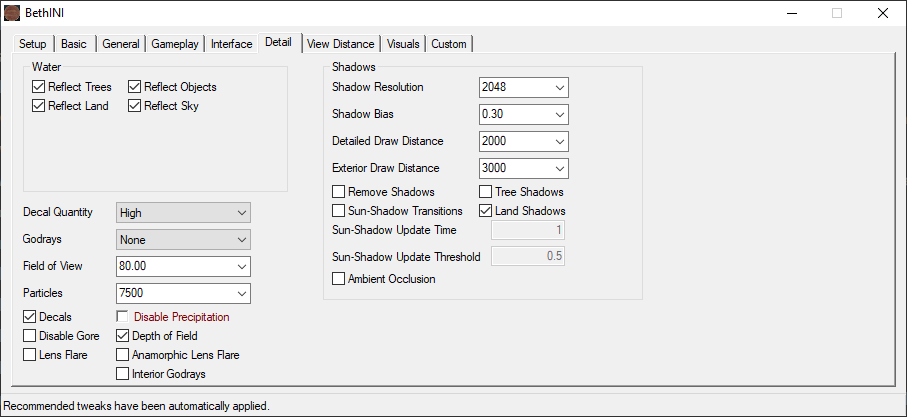 BethINI
Setup Basic General Gameplay Interface Detail View Distance Visuals Custom
Water
Reflect Trees Reflect Objects
Reflect Land Reflect Sky
Decal Quantity High
Godrays None
Field of View 80.00
Particles 7500
Decals Disable Precipitation
Disable Gore Depth of Field
Lens Flare Anamorphic Lens Flare
Interior Godrays
Shadows
Shadow Resolution 2048
Shadow Bias 0.30
Detailed Draw Distance 2000
Exterior Draw Distance 3000
Remove Shadows Tree Shadows
Sun-Shadow Transitions Land Shadows
Sun-Shadow Update Time 1
Sun-Shadow Update Threshold 0.5
Ambient Occlusion
Recommended tweaks have been automatically applied.